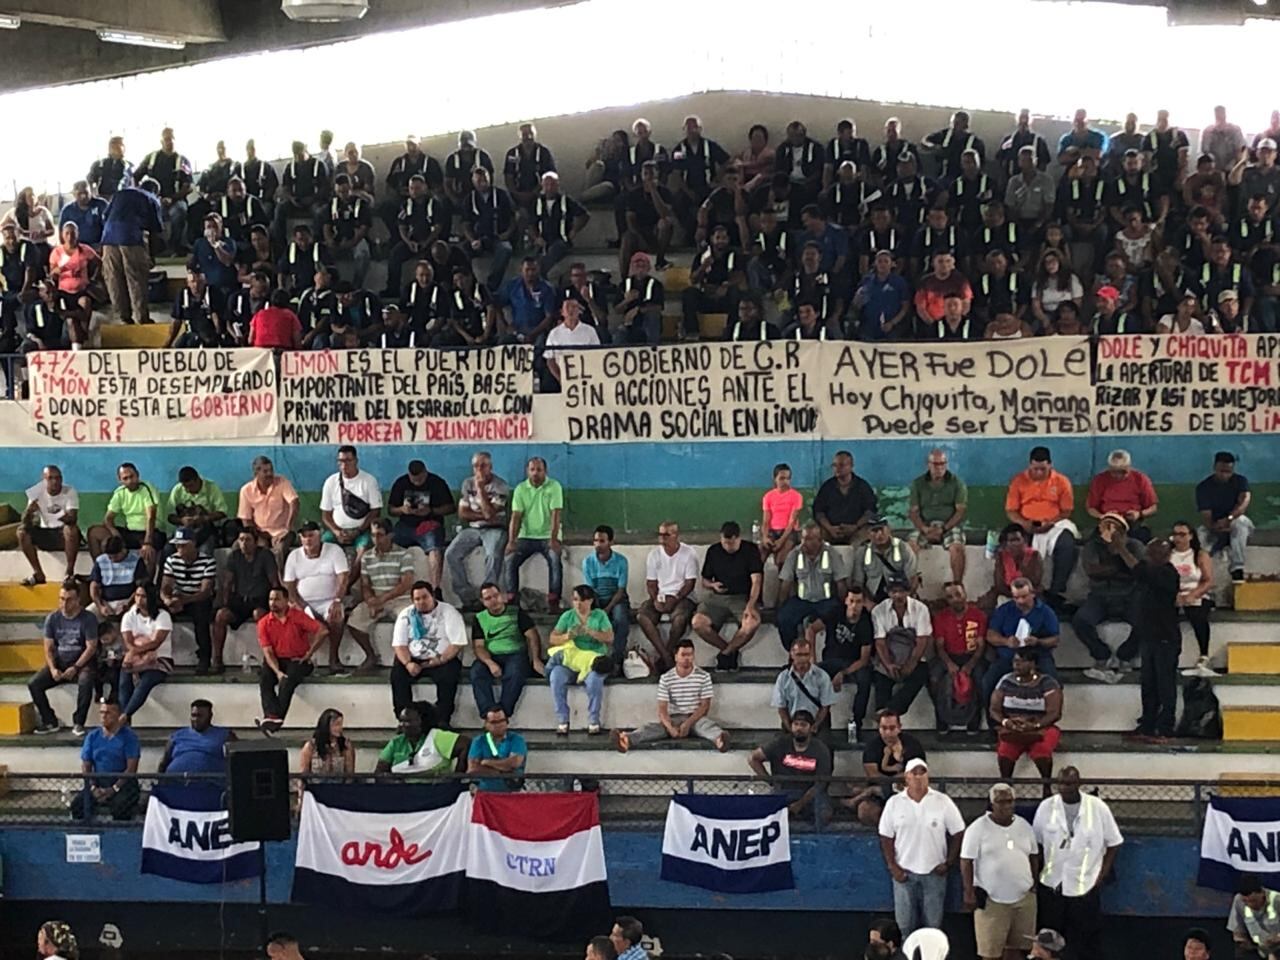 47% DEL PUEBLO DE
LIMÓN ESTA DESEMPLEADO
¿DONDE ESTA EL GOBIERNO
DE C R?
LIMÓN ES EL PUERTO MAS
IMPORTANTE DEL PAÍS, BASE
PRINCIPAL DEL DESARROLLO...CON
MAYOR POBREZA Y DELINCUENCIA
EL GOBIERNO DE C.R
SIN ACCIONES ANTE EL
DRAMA SOCIAL EN LIMÓN
AYER Fue DOLE
Hoy Chiquita, Mañana
Puede ser USTED
DOLE Y CHIQUITA
LA APERTURA DE TCM
RIZAR Y ASI
CIONES DE LOS
ANEP
ande
CTRN
ANEP